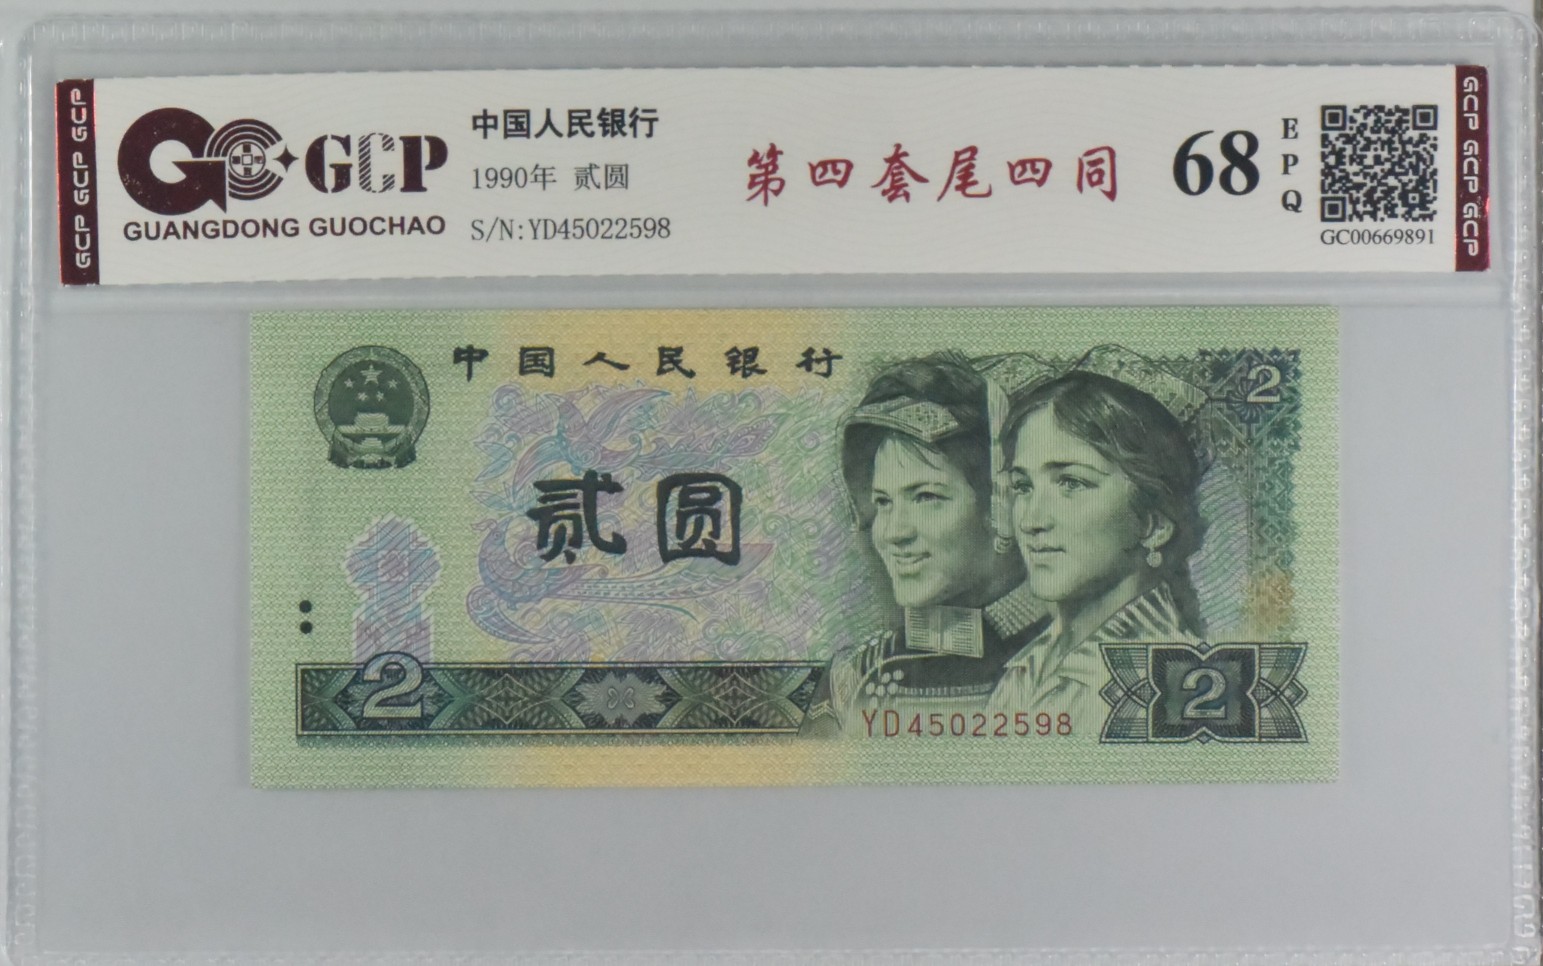 GCP GCP GCP
GCP
GUANGDONG GUOCHAO
中国人民银行
1990年 贰圆
S/N:YD45022598
第四套尾四同
68
EPQ
GC00669891
GCP GCP GCP
中国人民银行
2
贰圆
2
YD45022598
2